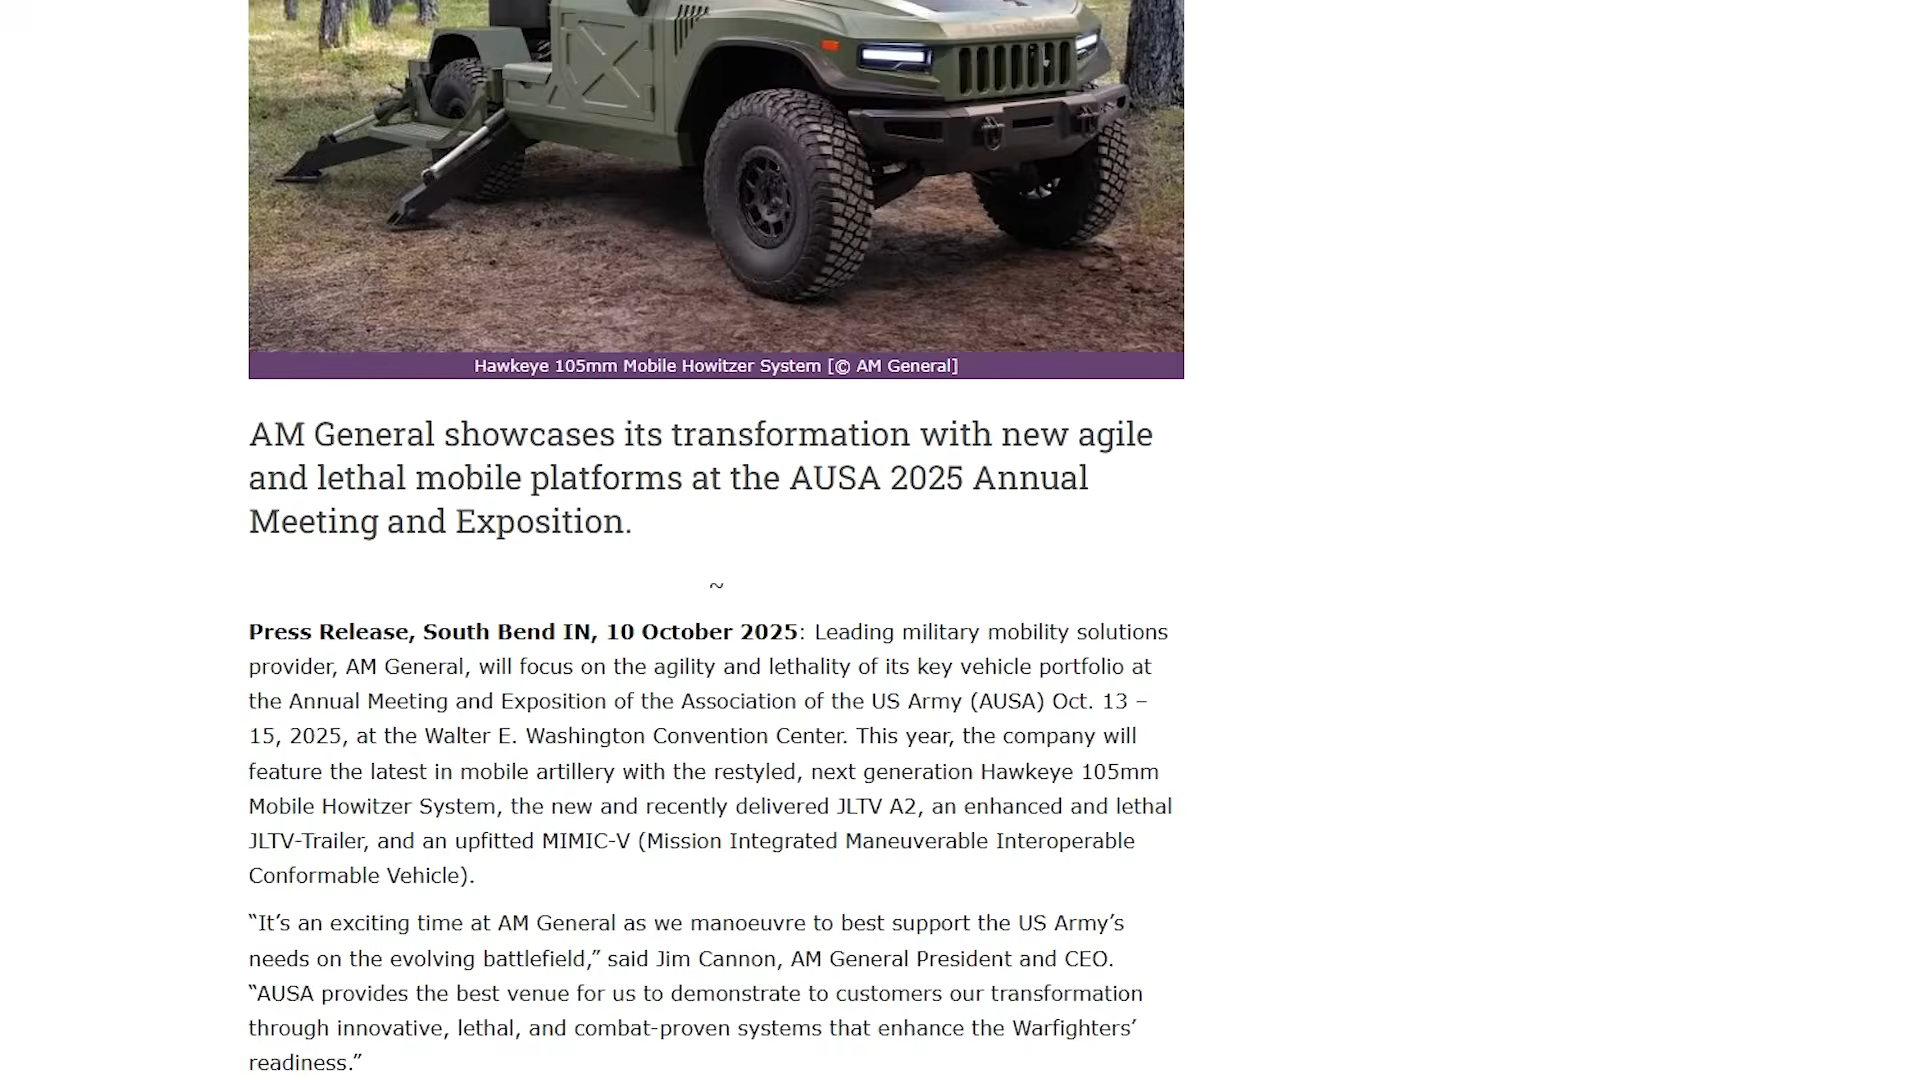 Hawkeye 105mm Mobile Howitzer System [© AM General]
AM General showcases its transformation with new agile
and lethal mobile platforms at the AUSA 2025 Annual
Meeting and Exposition.
~
Press Release, South Bend IN, 10 October 2025: Leading military mobility solutions
provider, AM General, will focus on the agility and lethality of its key vehicle portfolio at
the Annual Meeting and Exposition of the Association of the US Army (AUSA) Oct. 13 –
15, 2025, at the Walter E. Washington Convention Center. This year, the company will
feature the latest in mobile artillery with the restyled, next generation Hawkeye 105mm
Mobile Howitzer System, the new and recently delivered JLTV A2, an enhanced and lethal
JLTV-Trailer, and an upfitted MIMIC-V (Mission Integrated Maneuverable Interoperable
Conformable Vehicle).
“It’s an exciting time at AM General as we manoeuvre to best support the US Army’s
needs on the evolving battlefield,” said Jim Cannon, AM General President and CEO.
“AUSA provides the best venue for us to demonstrate to customers our transformation
through innovative, lethal, and combat-proven systems that enhance the Warfighters’
readiness.”